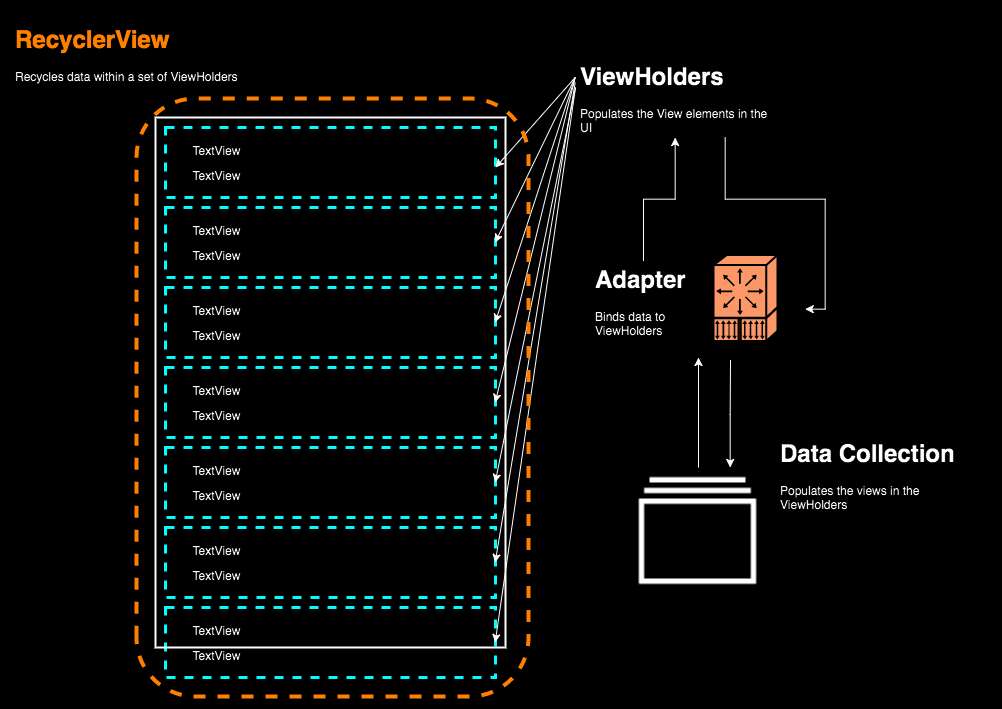 RecyclerView
Recycles data within a set of ViewHolders
TextView
TextView
TextView
TextView
TextView
TextView
TextView
TextView
TextView
TextView
TextView
TextView
TextView
TextView
ViewHolders
Populates the View elements in the
UI
Adapter
Binds data to
ViewHolders
Data Collection
Populates the views in the
ViewHolders